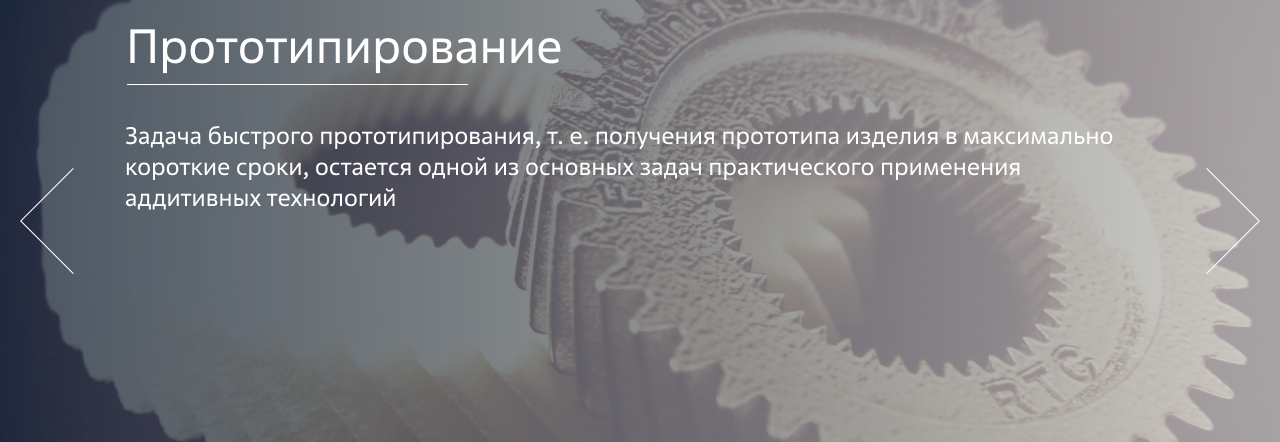 Прототипирование
Задача быстрого прототипирования, т. е. получения прототипа изделия в максимально
короткие сроки, остается одной из основных задач практического применения
аддитивных технологий
RTC